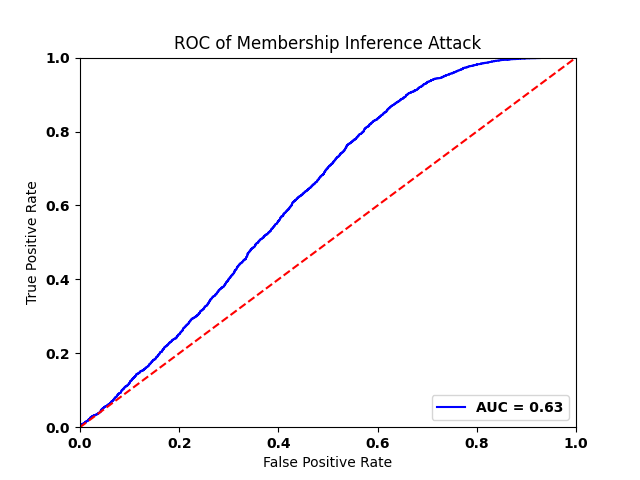 ROC of Membership Inference Attack
1.0
0.8
0.6
0.4
0.2
0.0
True Positive Rate
AUC = 0.63
0.0 0.2 0.4 0.6 0.8 1.0
False Positive Rate